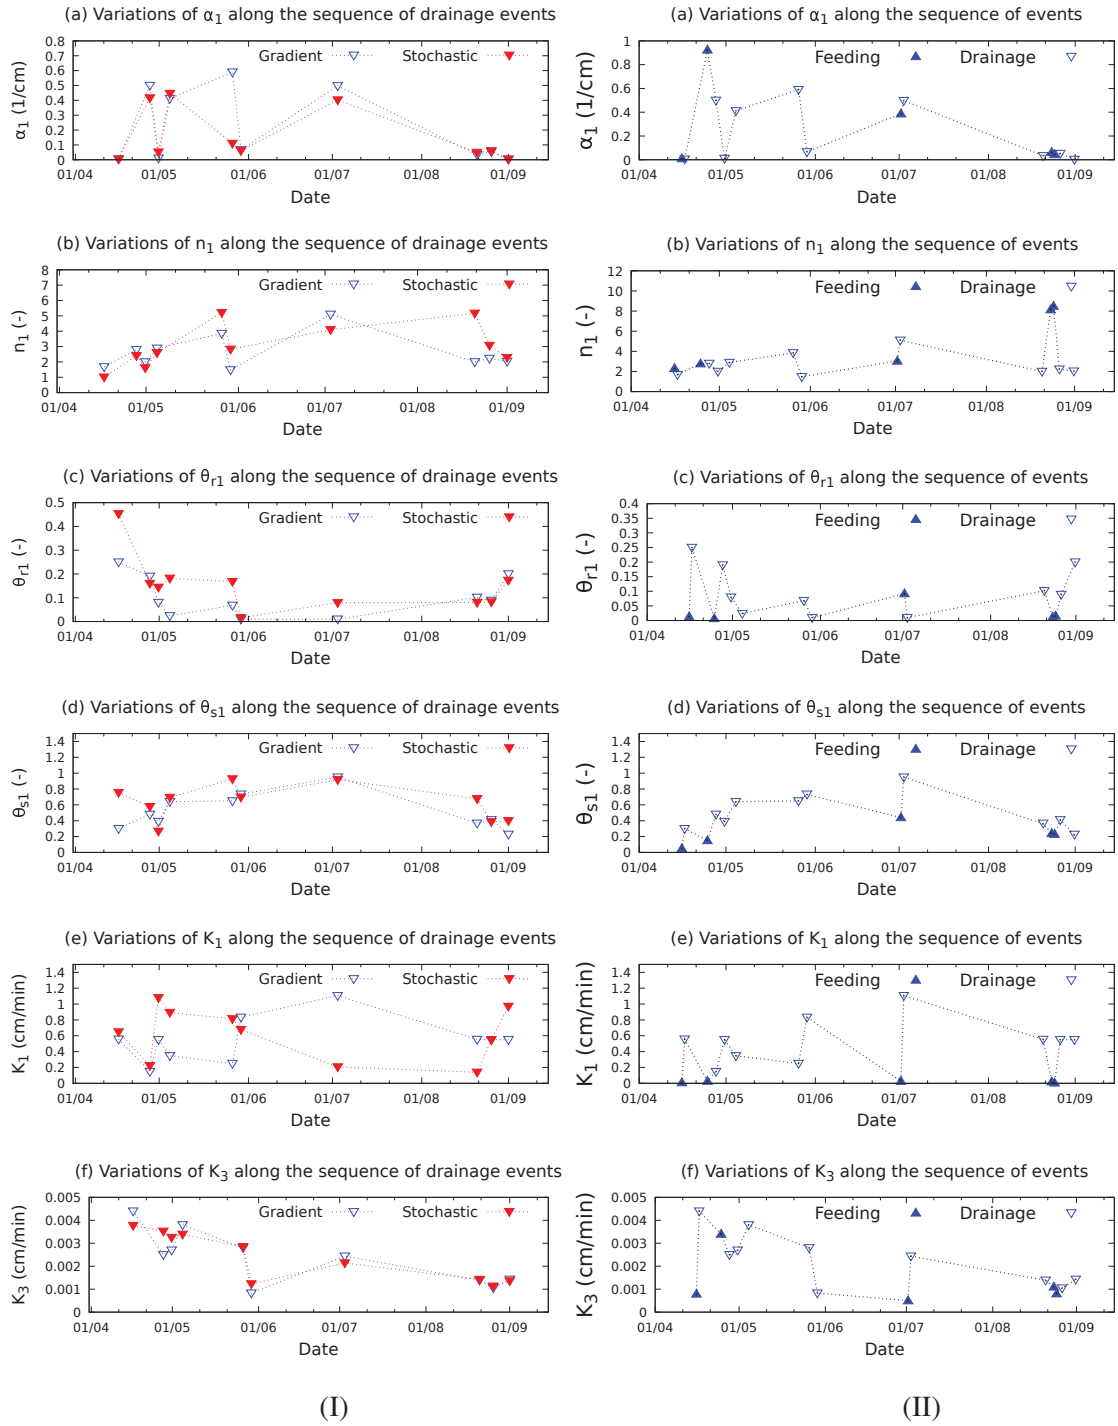 (a) Variations of α1 along the sequence of drainage events
Gradient
Stochastic
0.8
0.7
0.6
0.5
0.4
0.3
0.2
0.1
0
α1 (1/cm)
01/04 01/05 01/06 01/07 01/08 01/09
Date
(b) Variations of n1 along the sequence of drainage events
Gradient
Stochastic
8
7
6
5
4
3
2
1
0
n1 (-)
01/04 01/05 01/06 01/07 01/08 01/09
Date
(c) Variations of θr1 along the sequence of drainage events
Gradient
Stochastic
0.5
0.4
0.3
0.2
0.1
0
θr1 (-)
01/04 01/05 01/06 01/07 01/08 01/09
Date
(d) Variations of θs1 along the sequence of drainage events
Gradient
Stochastic
1.4
1.2
1
0.8
0.6
0.4
0.2
0
θs1 (-)
01/04 01/05 01/06 01/07 01/08 01/09
Date
(e) Variations of K1 along the sequence of drainage events
Gradient
Stochastic
1.4
1.2
1
0.8
0.6
0.4
0.2
0
K1 (cm/min)
01/04 01/05 01/06 01/07 01/08 01/09
Date
(f) Variations of K3 along the sequence of drainage events
Gradient
Stochastic
0.005
0.004
0.003
0.002
0.001
0
K3 (cm/min)
01/04 01/05 01/06 01/07 01/08 01/09
Date
(I)
(a) Variations of α1 along the sequence of events
Feeding
Drainage
1
0.8
0.6
0.4
0.2
0
α1 (1/cm)
01/04 01/05 01/06 01/07 01/08 01/09
Date
(b) Variations of n1 along the sequence of events
Feeding
Drainage
12
10
8
6
4
2
0
n1 (-)
01/04 01/05 01/06 01/07 01/08 01/09
Date
(c) Variations of θr1 along the sequence of events
Feeding
Drainage
0.4
0.35
0.3
0.25
0.2
0.15
0.1
0.05
0
θr1 (-)
01/04 01/05 01/06 01/07 01/08 01/09
Date
(d) Variations of θs1 along the sequence of events
Feeding
Drainage
1.4
1.2
1
0.8
0.6
0.4
0.2
0
θs1 (-)
01/04 01/05 01/06 01/07 01/08 01/09
Date
(e) Variations of K1 along the sequence of events
Feeding
Drainage
1.4
1.2
1
0.8
0.6
0.4
0.2
0
K1 (cm/min)
01/04 01/05 01/06 01/07 01/08 01/09
Date
(f) Variations of K3 along the sequence of events
Feeding
Drainage
0.005
0.004
0.003
0.002
0.001
0
K3 (cm/min)
01/04 01/05 01/06 01/07 01/08 01/09
Date
(II)